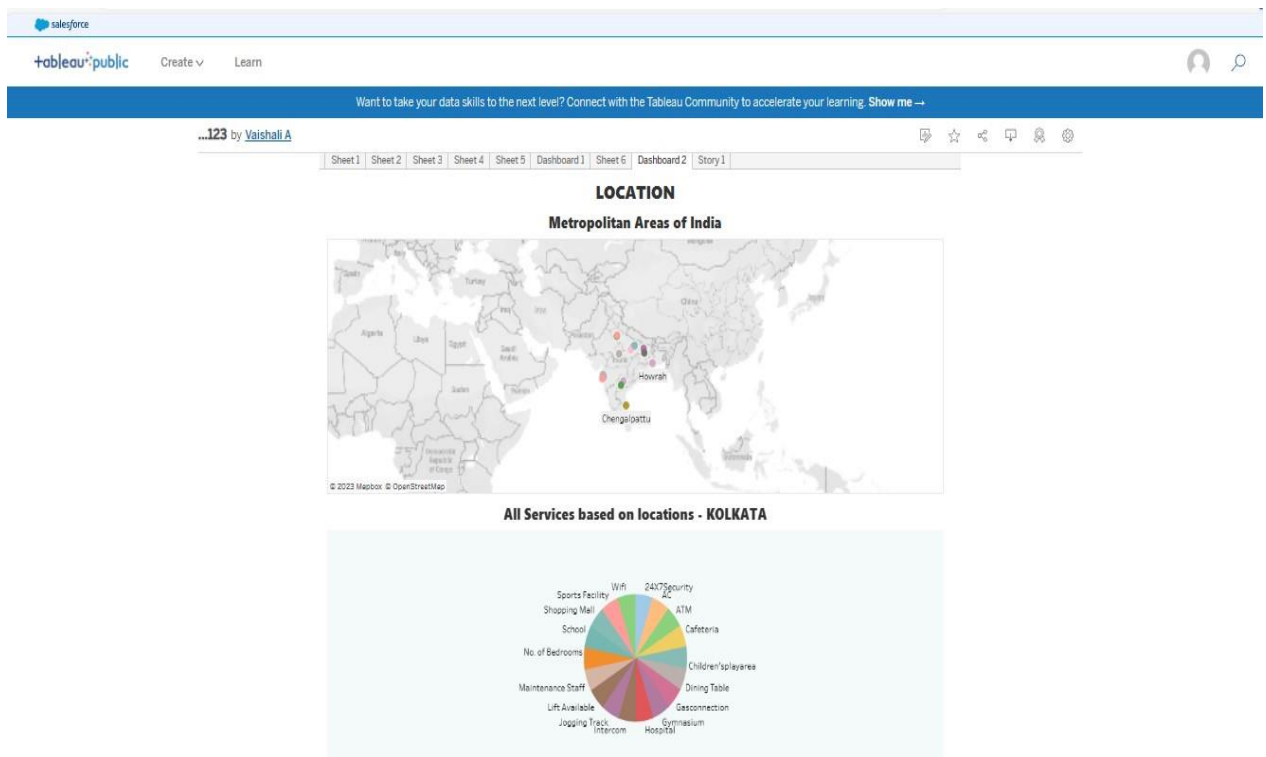 salesforce
+ableau public Create Learn
Want to take your data skills to the next level? Connect with the Tableau Community to accelerate your learning. Show me →
...123 by Vaishali A
Sheet 1 Sheet 2 Sheet 3 Sheet 4 Sheet 5 Dashboard 1 Sheet 6 Dashboard 2 Story 1
LOCATION
Metropolitan Areas of India
Spain
Turkey
China
Iraq
Iran
Algeria
Libya
Egypt
Saudi
Arabia
Sudan
Howrah
Chengalpattu
Democratic
Republic
of Congo
© 2023 Mapbox © OpenStreetMap
All Services based on locations - KOLKATA
Wifi
24X7Security
Sports Facility
AC
Shopping Mall
ATM
School
Cafeteria
No. of Bedrooms
Children'splayarea
Maintenance Staff
Dining Table
Lift Available
Gasconnection
Jogging Track
Gymnasium
Intercom
Hospital